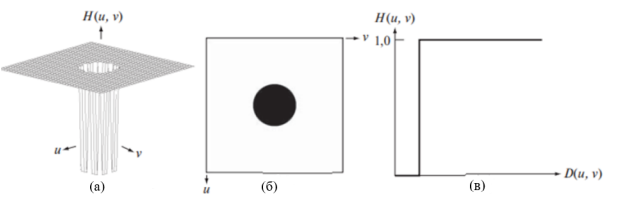 H(u, v)
u
v
(а)
v
u
(б)
H(u, v)
1,0
D(u, v)
(в)